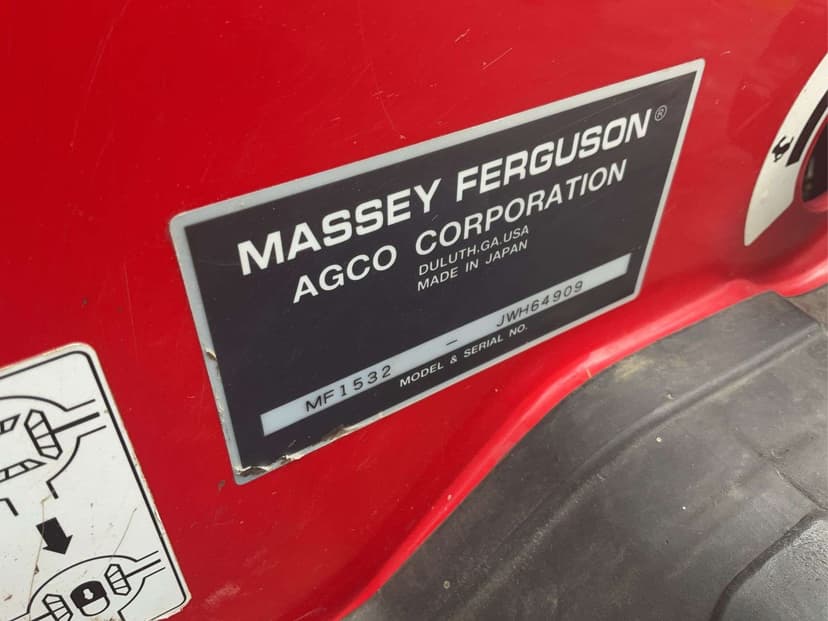 MASSEY FERGUSON®
AGCO CORPORATION
DULUTH.GA.USA
MADE IN JAPAN
MF1532 – JWH64909
MODEL & SERIAL NO.